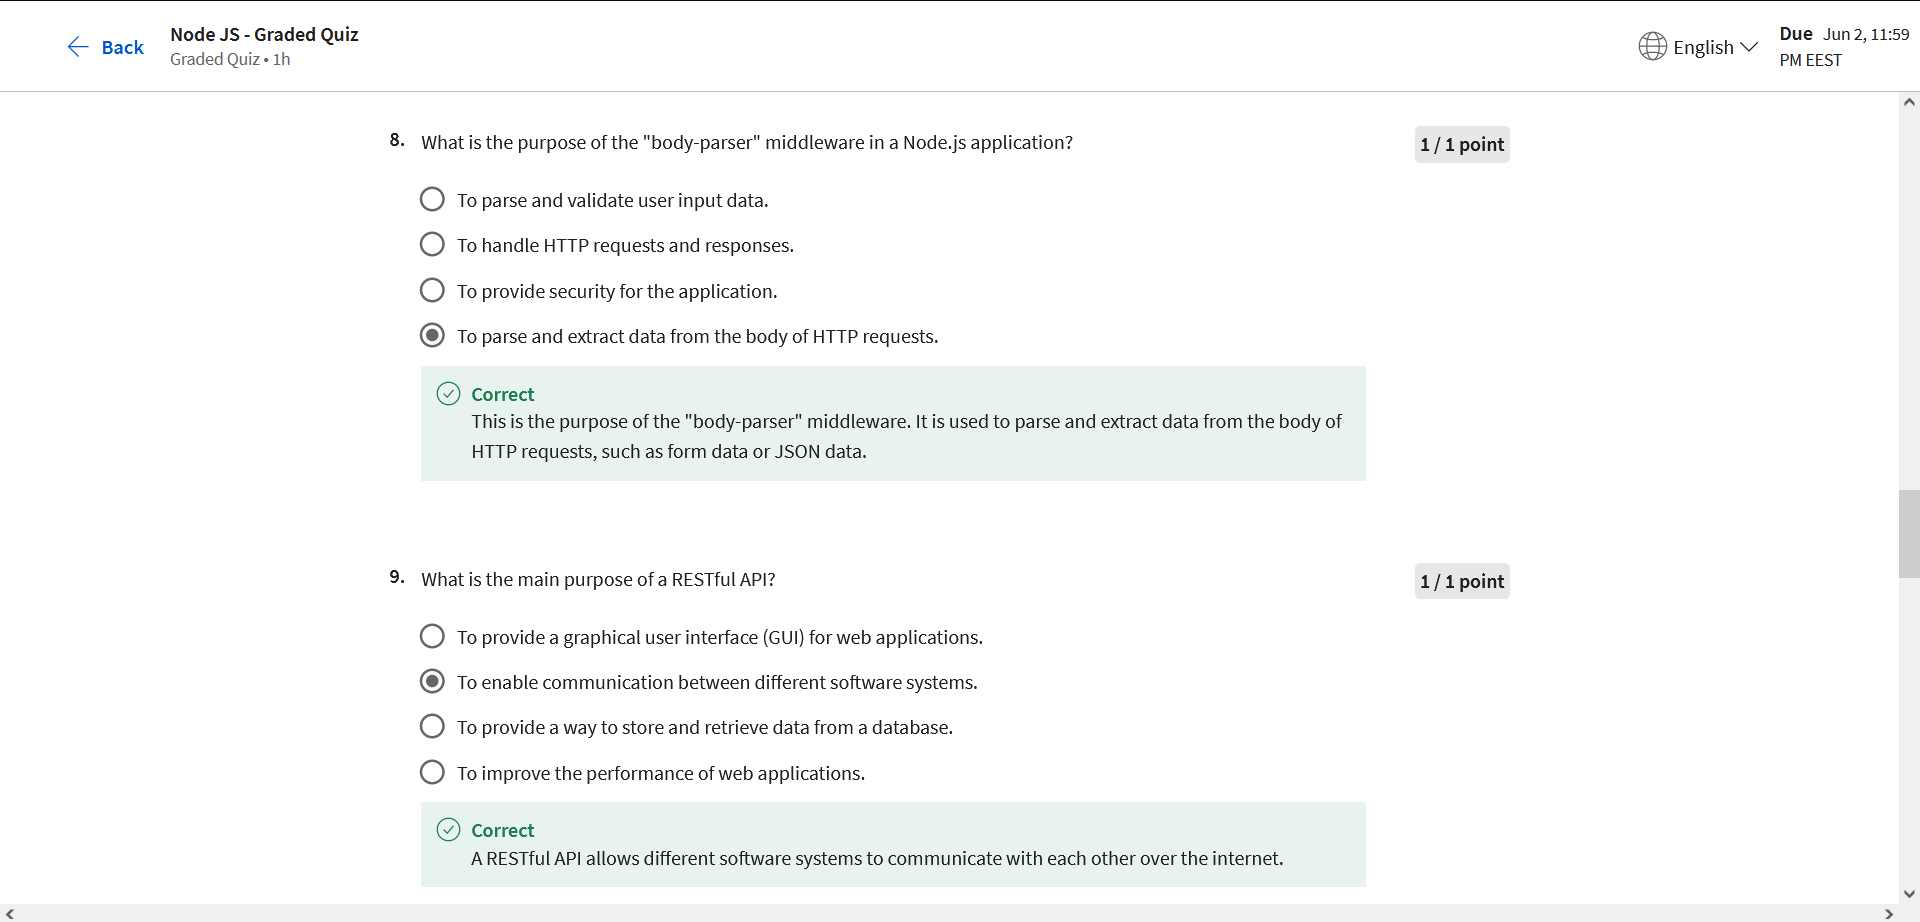 Back
Node JS - Graded Quiz
Graded Quiz • 1h
English
Due Jun 2, 11:59
PM EEST
8. What is the purpose of the "body-parser" middleware in a Node.js application?
1 / 1 point
To parse and validate user input data.
To handle HTTP requests and responses.
To provide security for the application.
To parse and extract data from the body of HTTP requests.
Correct
This is the purpose of the "body-parser" middleware. It is used to parse and extract data from the body of
HTTP requests, such as form data or JSON data.
9. What is the main purpose of a RESTful API?
1 / 1 point
To provide a graphical user interface (GUI) for web applications.
To enable communication between different software systems.
To provide a way to store and retrieve data from a database.
To improve the performance of web applications.
Correct
A RESTful API allows different software systems to communicate with each other over the internet.